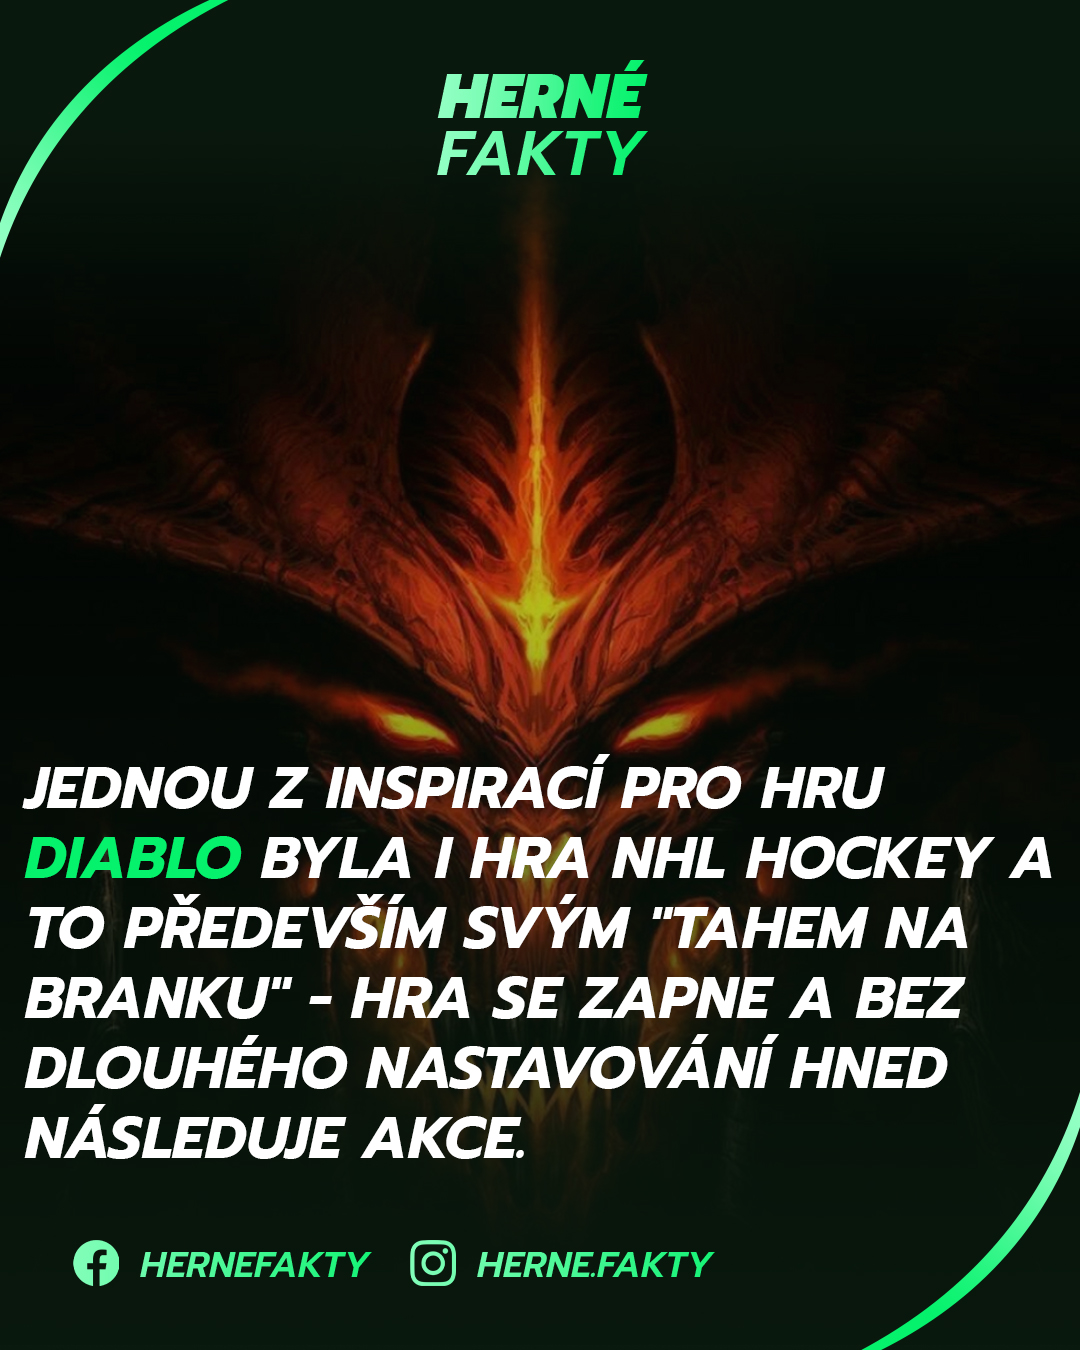 HERNÉ
FAKTY
JEDNOU Z INSPIRACÍ PRO HRU
DIABLO BYLA I HRA NHL HOCKEY A
TO PŘEDEVŠÍM SVÝM "TAHEM NA
BRANKU" - HRA SE ZAPNE A BEZ
DLOUHÉHO NASTAVOVÁNÍ HNED
NÁSLEDUJE AKCE.
HERNEFAKTY HERNE.FAKTY